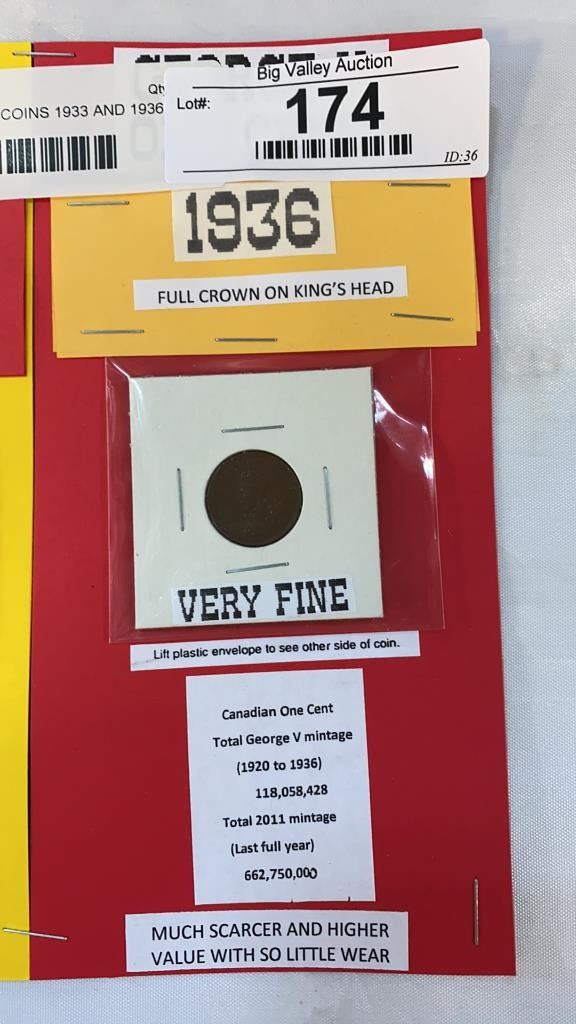 GEORGE V
Big Valley Auction
Qty
Lot#:
174
COINS 1933 AND 1936
ID:36
1936
FULL CROWN ON KING'S HEAD
VERY FINE
Lift plastic envelope to see other side of coin.
Canadian One Cent
Total George V mintage
(1920 to 1936)
118,058,428
Total 2011 mintage
(Last full year)
662,750,000
MUCH SCARCER AND HIGHER
VALUE WITH SO LITTLE WEAR